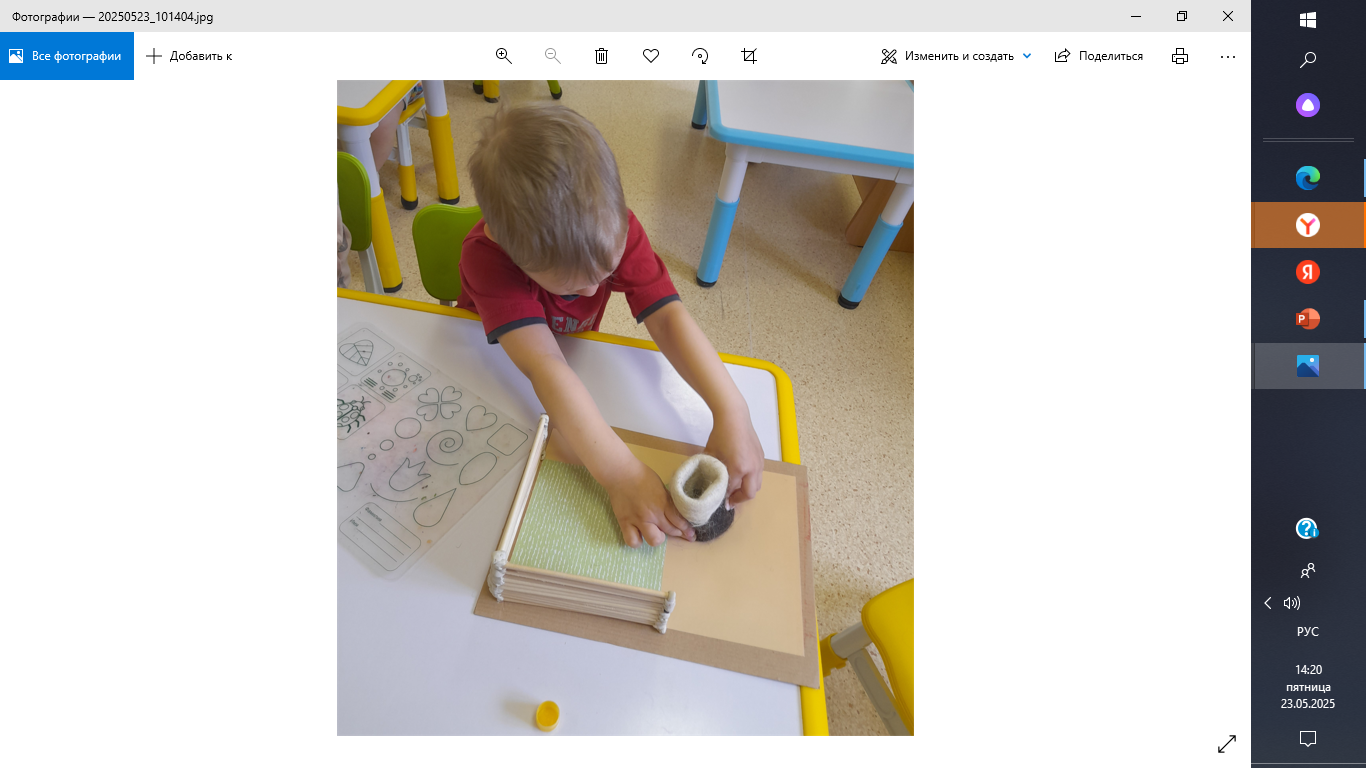 Фотографии — 20250523_101404.jpg
Все фотографии
Добавить к
Изменить и создать
Поделиться
РУС
14:20
пятница
23.05.2025